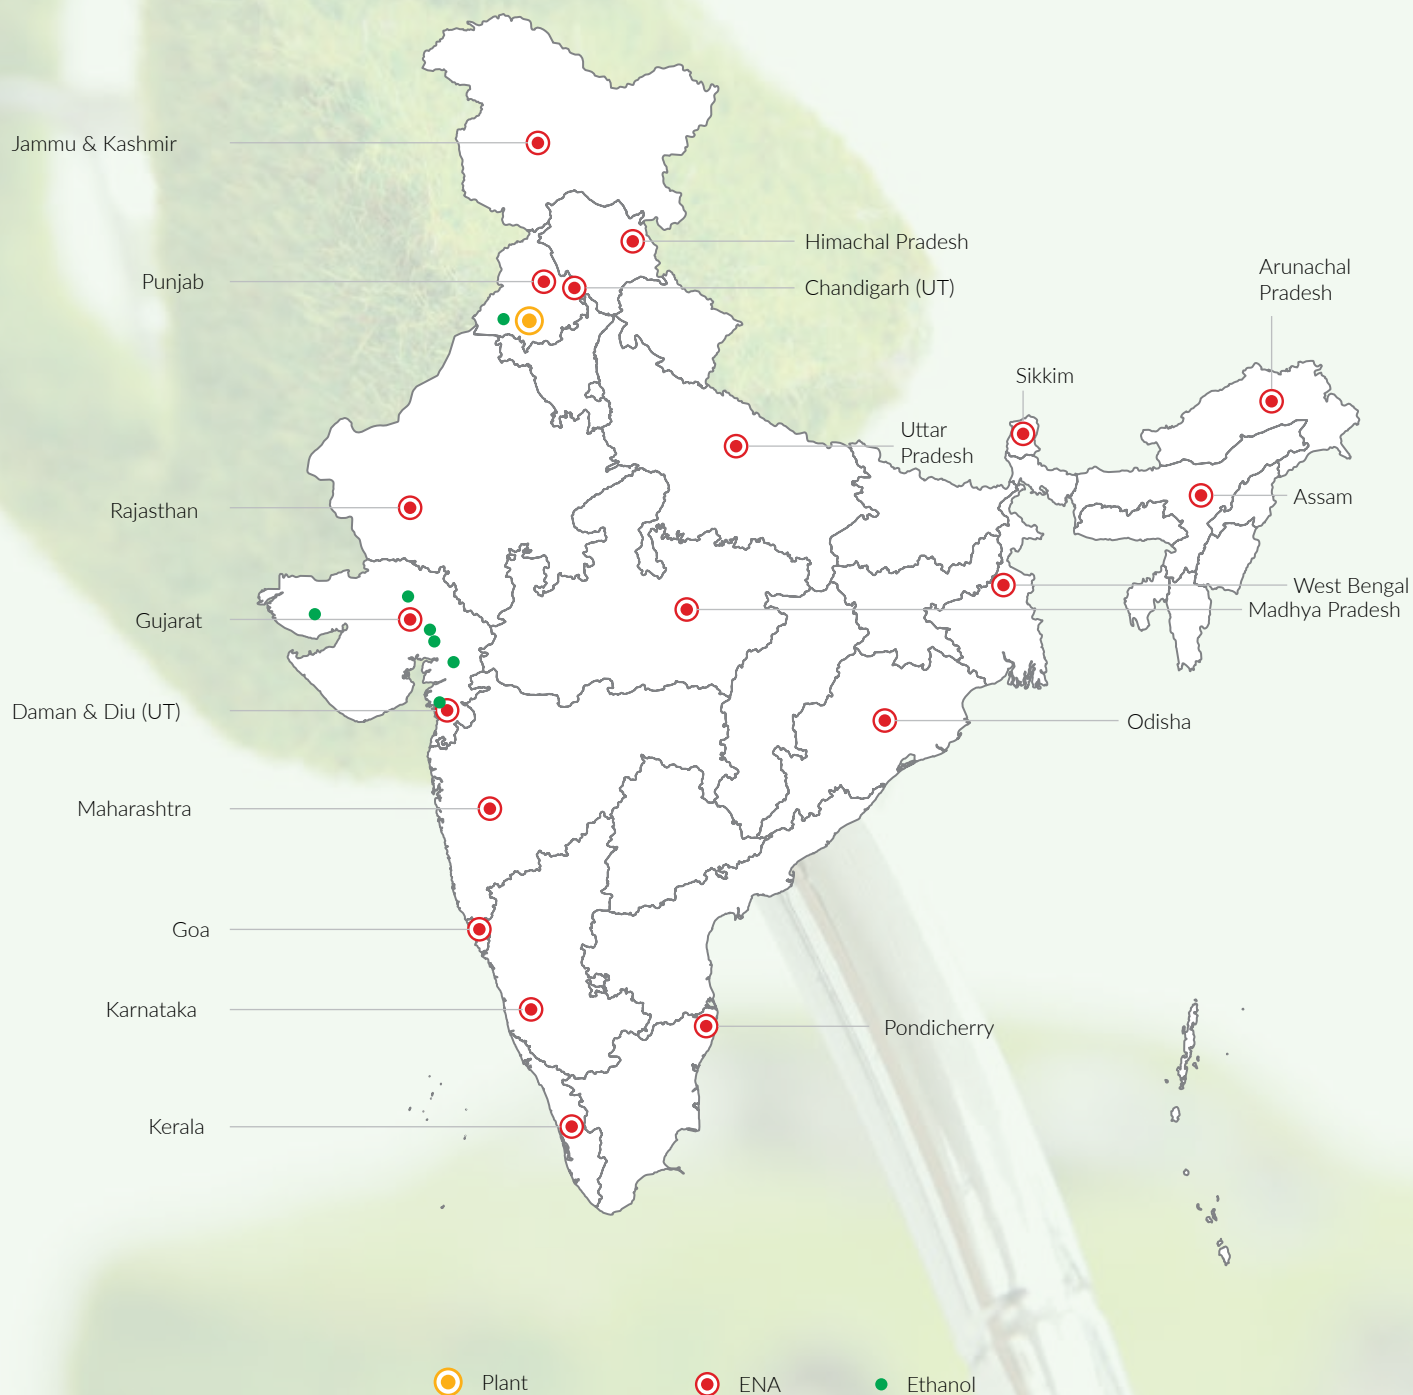 Jammu & Kashmir
Himachal Pradesh
Arunachal
Pradesh
Punjab
Chandigarh (UT)
Sikkim
Uttar
Pradesh
Rajasthan
Assam
West Bengal
Madhya Pradesh
Gujarat
Daman & Diu (UT)
Odisha
Maharashtra
Goa
Karnataka
Pondicherry
Kerala
Plant
ENA
Ethanol